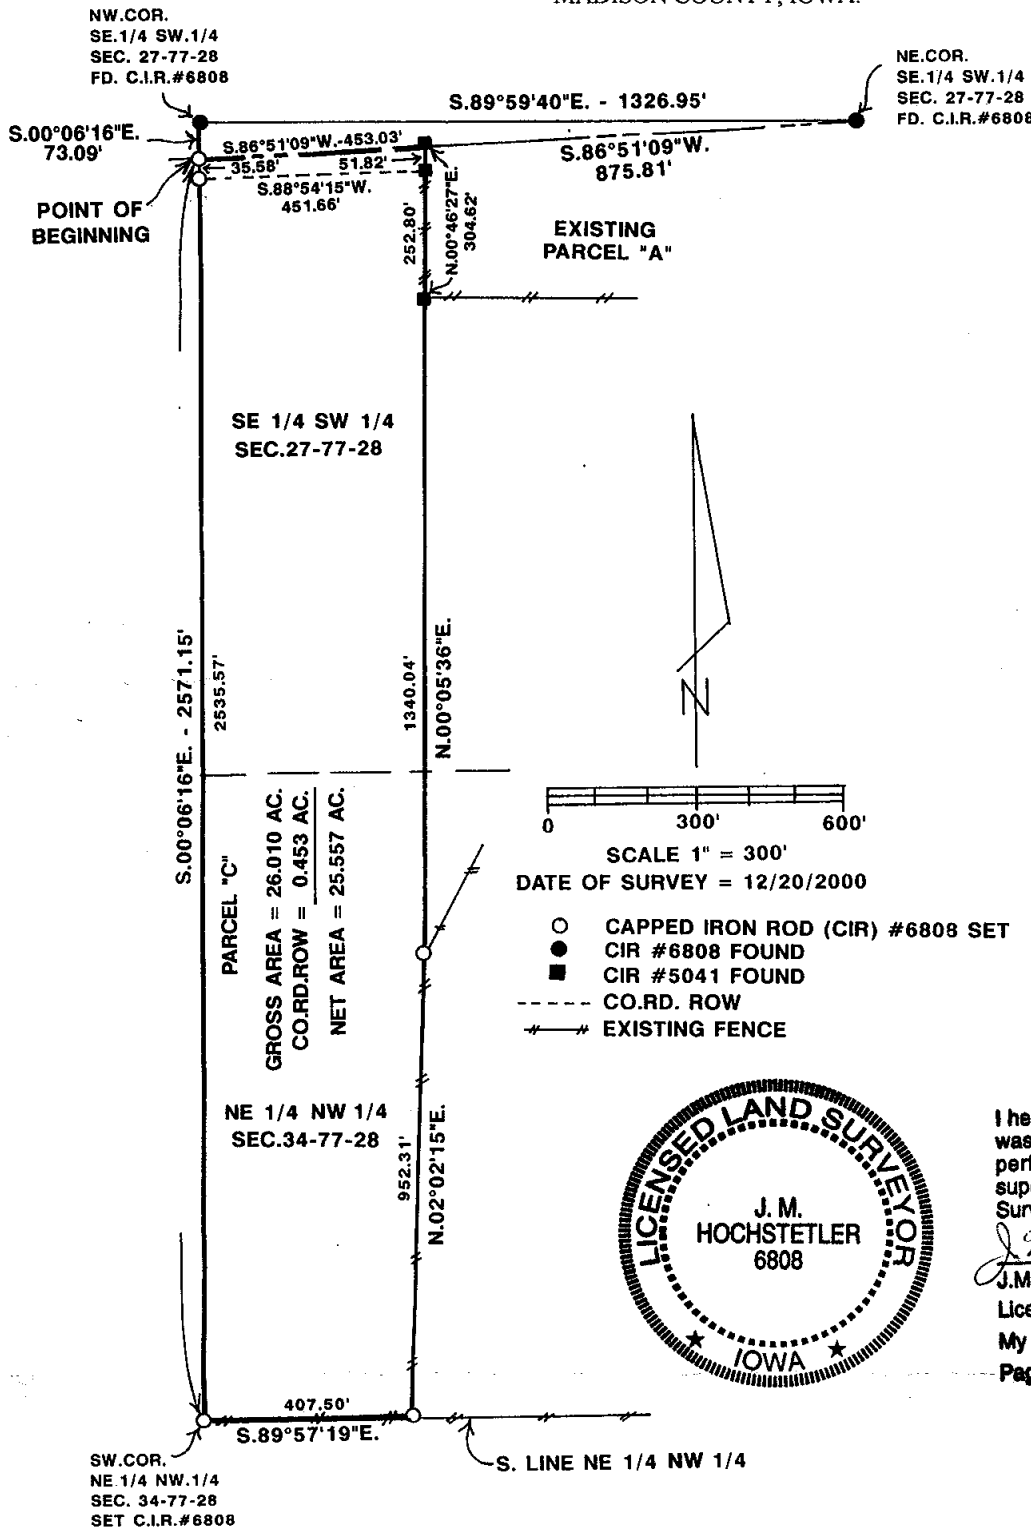 MADISON COUNTY, IOWA.
NW.COR.
SE.1/4 SW.1/4
SEC. 27-77-28
FD. C.I.R.#6808
NE.COR.
SE.1/4 SW.1/4
SEC. 27-77-28
FD. C.I.R.#6808
S.89°59'40"E. - 1326.95'
S.00°06'16"E.
73.09'
S.86°51'09"W.-453.03'
35.58'
51.82'
S.88°54'15"W.
451.66'
S.86°51'09"W.
875.81'
POINT OF
BEGINNING
252.80'
N.00°46'27"E.
304.62'
EXISTING
PARCEL "A"
SE 1/4 SW 1/4
SEC.27-77-28
S.00°06'16"E. - 2571.15'
2535.57'
1340.04'
N.00°05'36"E.
N
0 300' 600'
SCALE 1" = 300'
DATE OF SURVEY = 12/20/2000
PARCEL "C"
GROSS AREA = 26.010 AC.
CO.RD.ROW = 0.453 AC.
NET AREA = 25.557 AC.
CAPPED IRON ROD (CIR) #6808 SET
CIR #6808 FOUND
CIR #5041 FOUND
CO.RD. ROW
EXISTING FENCE
NE 1/4 NW 1/4
SEC.34-77-28
952.31'
N.02°02'15"E.
LICENSED LAND SURVEYOR
J. M.
HOCHSTETLER
6808
IOWA
I he
was
perf
sup
Sur
J.M
Lice
My
Pag
407.50'
S.89°57'19"E.
S. LINE NE 1/4 NW 1/4
SW.COR.
NE.1/4 NW.1/4
SEC. 34-77-28
SET C.I.R.#6808